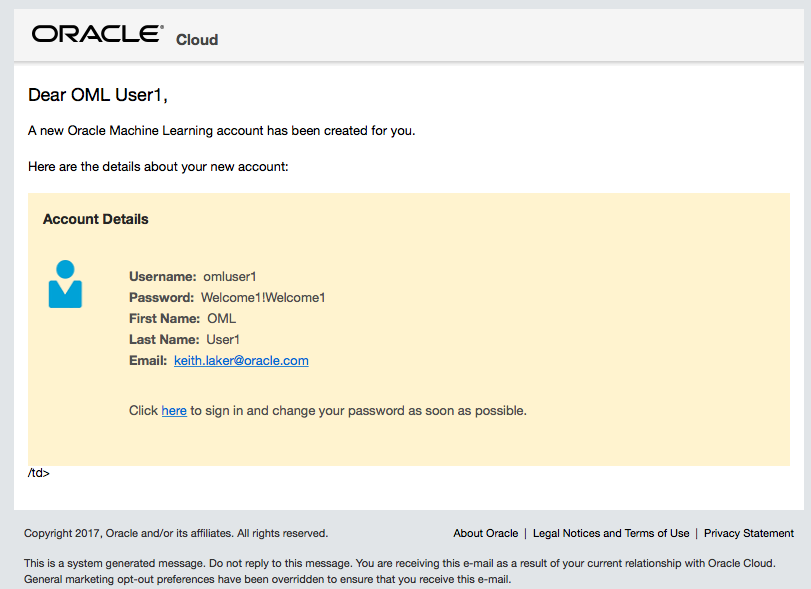 ORACLE® Cloud
Dear OML User1,
A new Oracle Machine Learning account has been created for you.
Here are the details about your new account:
Account Details
Username: omluser1
Password: Welcome1!Welcome1
First Name: OML
Last Name: User1
Email: keith.laker@oracle.com
Click here to sign in and change your password as soon as possible.
/td>
Copyright 2017, Oracle and/or its affiliates. All rights reserved. About Oracle | Legal Notices and Terms of Use | Privacy Statement
This is a system generated message. Do not reply to this message. You are receiving this e-mail as a result of your current relationship with Oracle Cloud.
General marketing opt-out preferences have been overridden to ensure that you receive this e-mail.